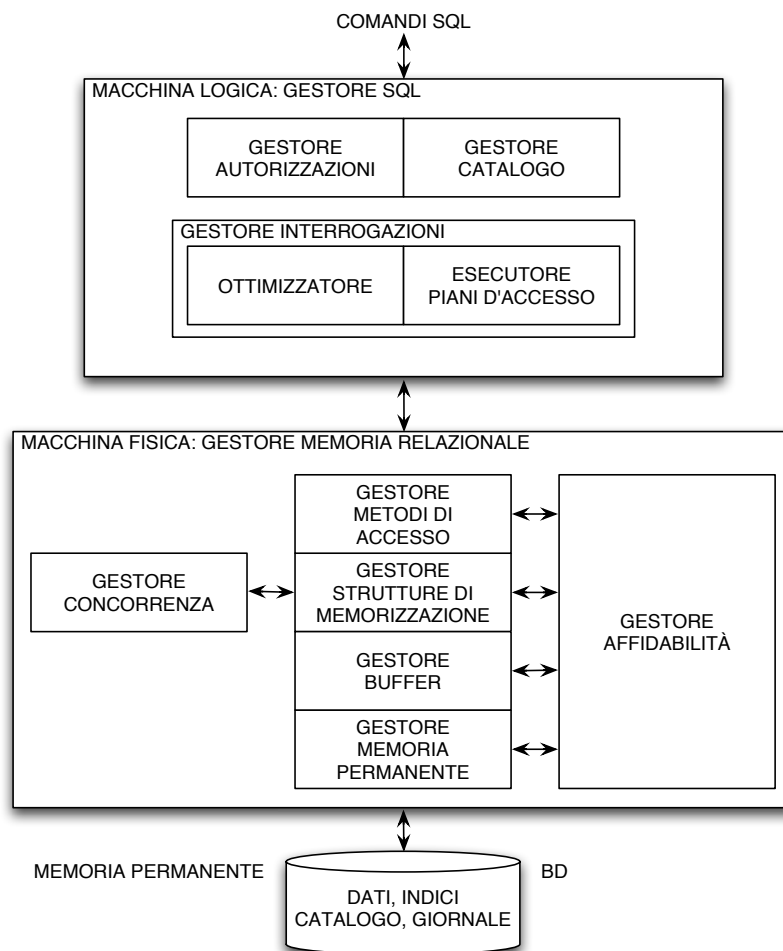 COMANDI SQL
MACCHINA LOGICA: GESTORE SQL
GESTORE
AUTORIZZAZIONI
GESTORE
CATALOGO
GESTORE INTERROGAZIONI
OTTIMIZZATORE
ESECUTORE
PIANI D'ACCESSO
MACCHINA FISICA: GESTORE MEMORIA RELAZIONALE
GESTORE
METODI DI
ACCESSO
GESTORE
CONCORRENZA
GESTORE
STRUTTURE DI
MEMORIZZAZIONE
GESTORE
AFFIDABILITÀ
GESTORE
BUFFER
GESTORE
MEMORIA
PERMANENTE
MEMORIA PERMANENTE
BD
DATI, INDICI
CATALOGO, GIORNALE